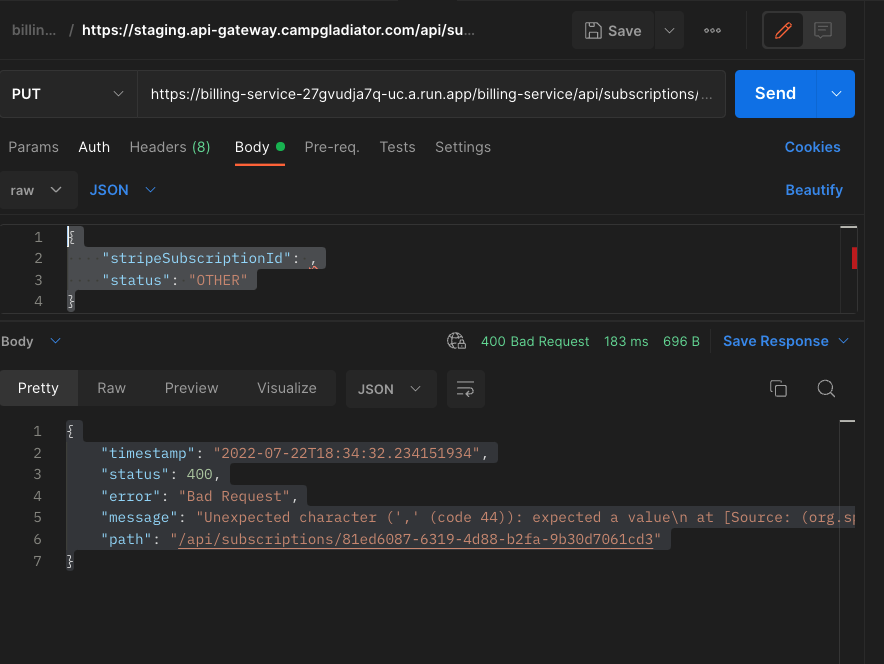 billin... / https://staging.api-gateway.campgladiator.com/api/su... Save
PUT https://billing-service-27gvudja7q-uc.a.run.app/billing-service/api/subscriptions/ ... Send
Params Auth Headers (8) Body Pre-req. Tests Settings Cookies
raw JSON Beautify
1 {
2 "stripeSubscriptionId": ,
3 "status": "OTHER"
4 }
Body 400 Bad Request 183 ms 696 B Save Response
Pretty Raw Preview Visualize JSON
1 {
2 "timestamp": "2022-07-22T18:34:32.234151934",
3 "status": 400,
4 "error": "Bad Request",
5 "message": "Unexpected character (',' (code 44)): expected a value\n at [Source: (org.sp
6 "path": "/api/subscriptions/81ed6087-6319-4d88-b2fa-9b30d7061cd3"
7 }